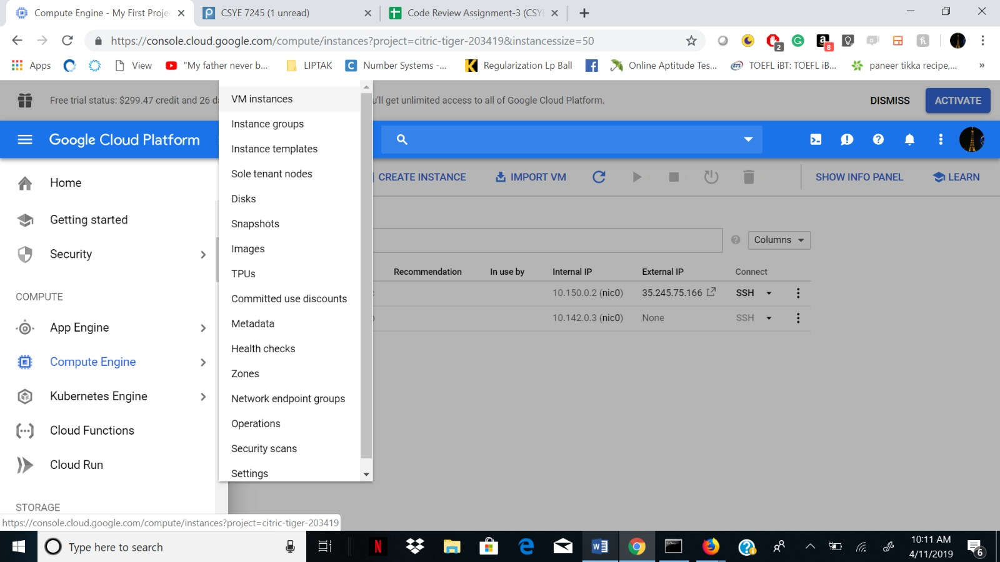 Compute Engine - My First Proje
CSYE 7245 (1 unread)
Code Review Assignment-3 (CSYE
https://console.cloud.google.com/compute/instances?project=citric-tiger-203419&instancessize=50
2
8
Apps
View
"My father never b...
LIPTAK
Number Systems -...
Regularization Lp Ball
Online Aptitude Tes...
TOEFL iBT: TOEFL iB...
paneer tikka recipe,...
»
Free trial status: $299.47 credit and 26 d
u'll get unlimited access to all of Google Cloud Platform.
DISMISS
ACTIVATE
Google Cloud Platform
Home
Getting started
Security
COMPUTE
App Engine
Compute Engine
Kubernetes Engine
Cloud Functions
Cloud Run
STORAGE
VM instances
Instance groups
Instance templates
Sole tenant nodes
Disks
Snapshots
Images
TPUs
Committed use discounts
Metadata
Health checks
Zones
Network endpoint groups
Operations
Security scans
Settings
CREATE INSTANCE
IMPORT VM
SHOW INFO PANEL
LEARN
Columns
Recommendation In use by Internal IP External IP Connect
10.150.0.2 (nic0) 35.245.75.166 SSH
10.142.0.3 (nic0) None SSH
https://console.cloud.google.com/compute/instances?project=citric-tiger-203419
Type here to search
10:11 AM
4/11/2019
6